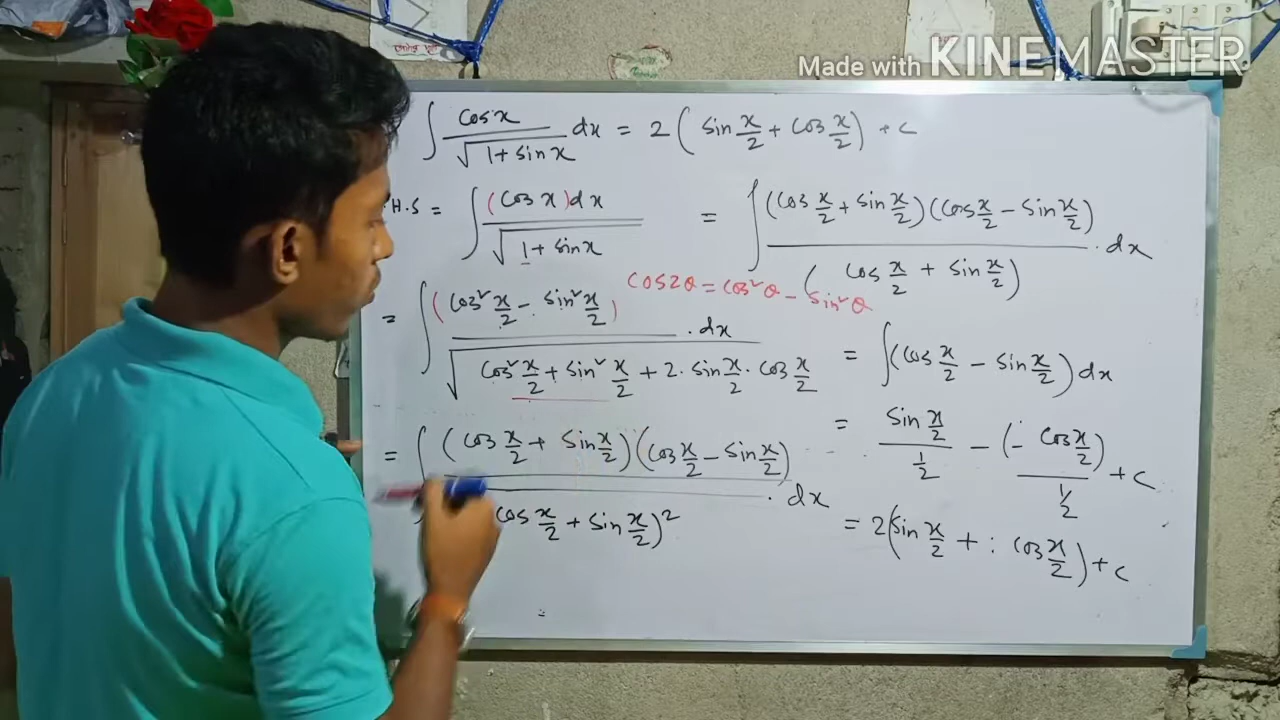 Made with KINEMASTER
∫ cosx / √(1+sinx) dx = 2(sin x/2 + cos x/2) + c
.H.S = ∫ (cos x)dx / √(1+sinx)
= ∫ (cos² x/2 - sin² x/2) / √(cos² x/2 + sin² x/2 + 2. sin x/2 . cos x/2) . dx
cos2θ = cos²θ - sin²θ
= ∫ (cos x/2 + sin x/2)(cos x/2 - sin x/2) / cos x/2 + sin x/2)² . dx
= ∫ (cos x/2 + sin x/2)(cos x/2 - sin x/2) / (cos x/2 + sin x/2) . dx
= ∫(cos x/2 - sin x/2)dx
= sin x/2 / 1/2 - (- cos x/2) / 1/2 + c
= 2(sin x/2 + : cos x/2) + c